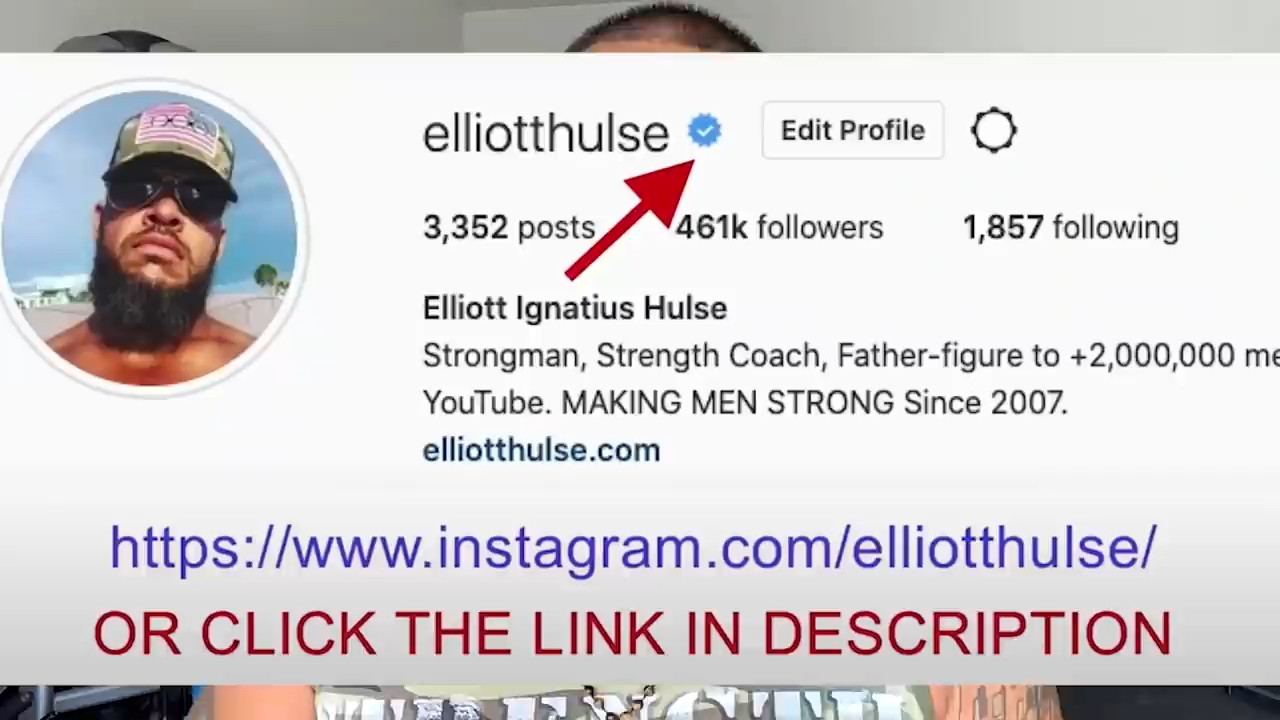 elliotthulse Edit Profile
3,352 posts 461k followers 1,857 following
Elliott Ignatius Hulse
Strongman, Strength Coach, Father-figure to +2,000,000 me
YouTube. MAKING MEN STRONG Since 2007.
elliotthulse.com
https://www.instagram.com/elliotthulse/
OR CLICK THE LINK IN DESCRIPTION